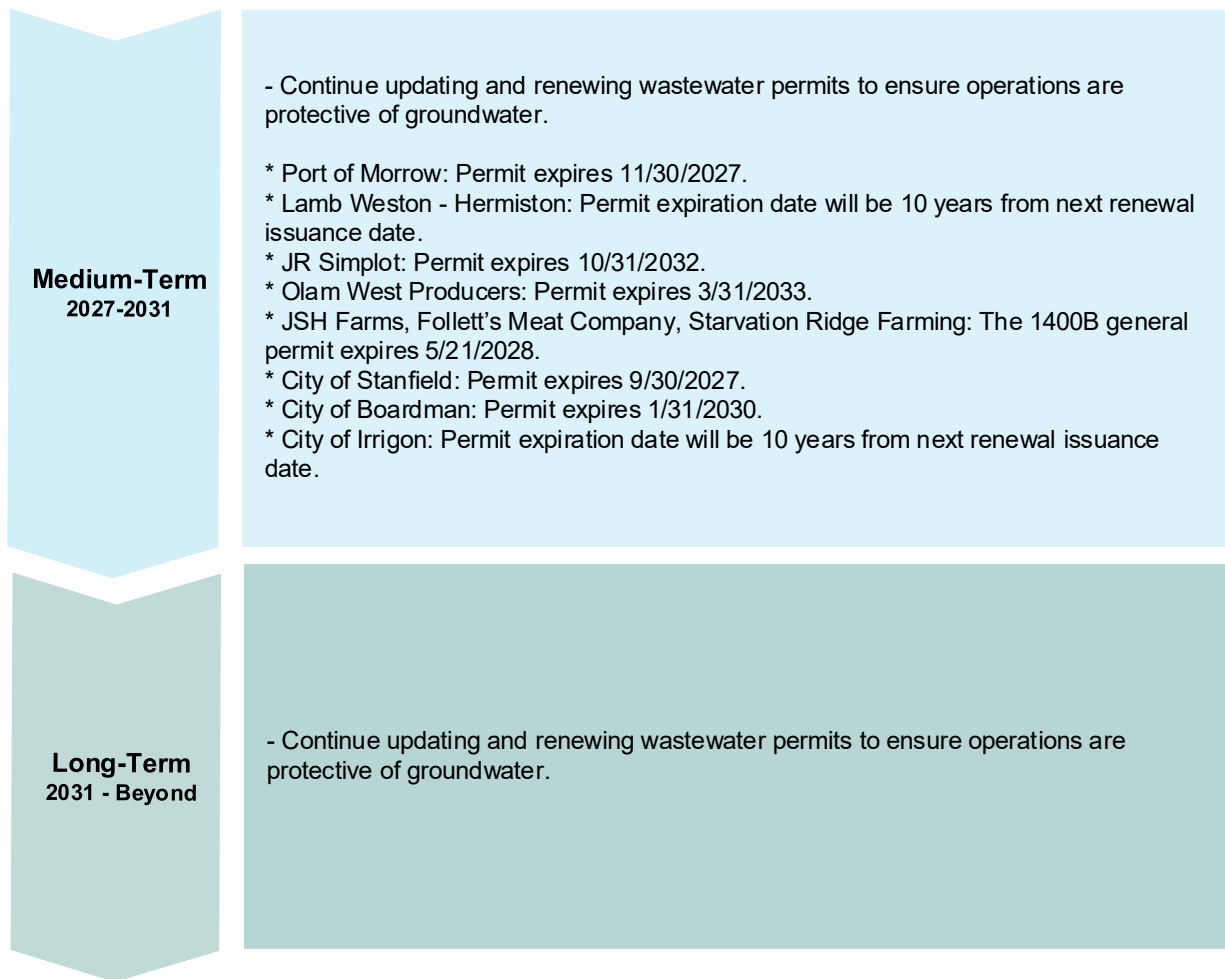 - Continue updating and renewing wastewater permits to ensure operations are
protective of groundwater.
* Port of Morrow: Permit expires 11/30/2027.
* Lamb Weston - Hermiston: Permit expiration date will be 10 years from next renewal
issuance date.
* JR Simplot: Permit expires 10/31/2032.
* Olam West Producers: Permit expires 3/31/2033.
* JSH Farms, Follett’s Meat Company, Starvation Ridge Farming: The 1400B general
permit expires 5/21/2028.
* City of Stanfield: Permit expires 9/30/2027.
* City of Boardman: Permit expires 1/31/2030.
* City of Irrigon: Permit expiration date will be 10 years from next renewal issuance
date.
Medium-Term
2027-2031
- Continue updating and renewing wastewater permits to ensure operations are
protective of groundwater.
Long-Term
2031 - Beyond